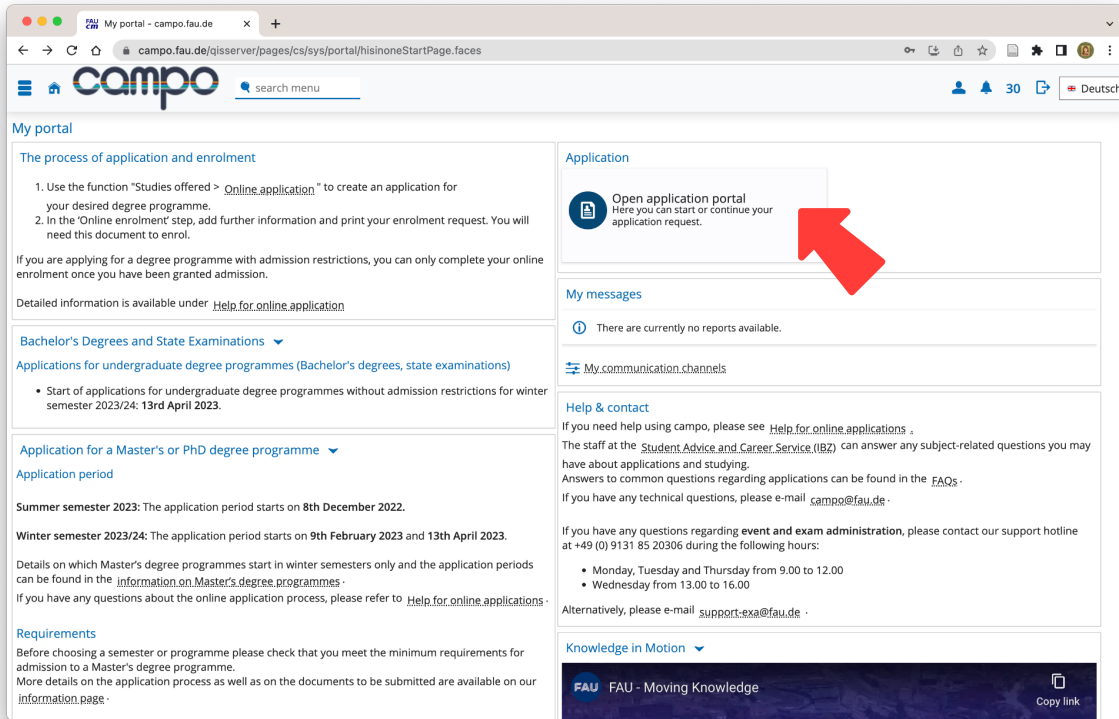 FAU
cm
My portal - campo.fau.de
campo.fau.de/qisserver/pages/cs/sys/portal/hisinoneStartPage.faces
campo
search menu
30
Deutsch
My portal
The process of application and enrolment
1. Use the function "Studies offered > Online application " to create an application for
your desired degree programme.
2. In the ‘Online enrolment’ step, add further information and print your enrolment request. You will
need this document to enrol.
If you are applying for a degree programme with admission restrictions, you can only complete your online
enrolment once you have been granted admission.
Detailed information is available under Help for online application
Bachelor's Degrees and State Examinations
Applications for undergraduate degree programmes (Bachelor's degrees, state examinations)
• Start of applications for undergraduate degree programmes without admission restrictions for winter
semester 2023/24: 13rd April 2023.
Application for a Master's or PhD degree programme
Application period
Summer semester 2023: The application period starts on 8th December 2022.
Winter semester 2023/24: The application period starts on 9th February 2023 and 13th April 2023.
Details on which Master’s degree programmes start in winter semesters only and the application periods
can be found in the information on Master’s degree programmes .
If you have any questions about the online application process, please refer to Help for online applications .
Requirements
Before choosing a semester or programme please check that you meet the minimum requirements for
admission to a Master's degree programme.
More details on the application process as well as on the documents to be submitted are available on our
information page .
Application
Open application portal
Here you can start or continue your
application request.
My messages
There are currently no reports available.
My communication channels
Help & contact
If you need help using campo, please see Help for online applications .
The staff at the Student Advice and Career Service (IBZ) can answer any subject-related questions you may
have about applications and studying.
Answers to common questions regarding applications can be found in the FAQs .
If you have any technical questions, please e-mail campo@fau.de .
If you have any questions regarding event and exam administration, please contact our support hotline
at +49 (0) 9131 85 20306 during the following hours:
• Monday, Tuesday and Thursday from 9.00 to 12.00
• Wednesday from 13.00 to 16.00
Alternatively, please e-mail support-exa@fau.de .
Knowledge in Motion
FAU FAU - Moving Knowledge
Copy link